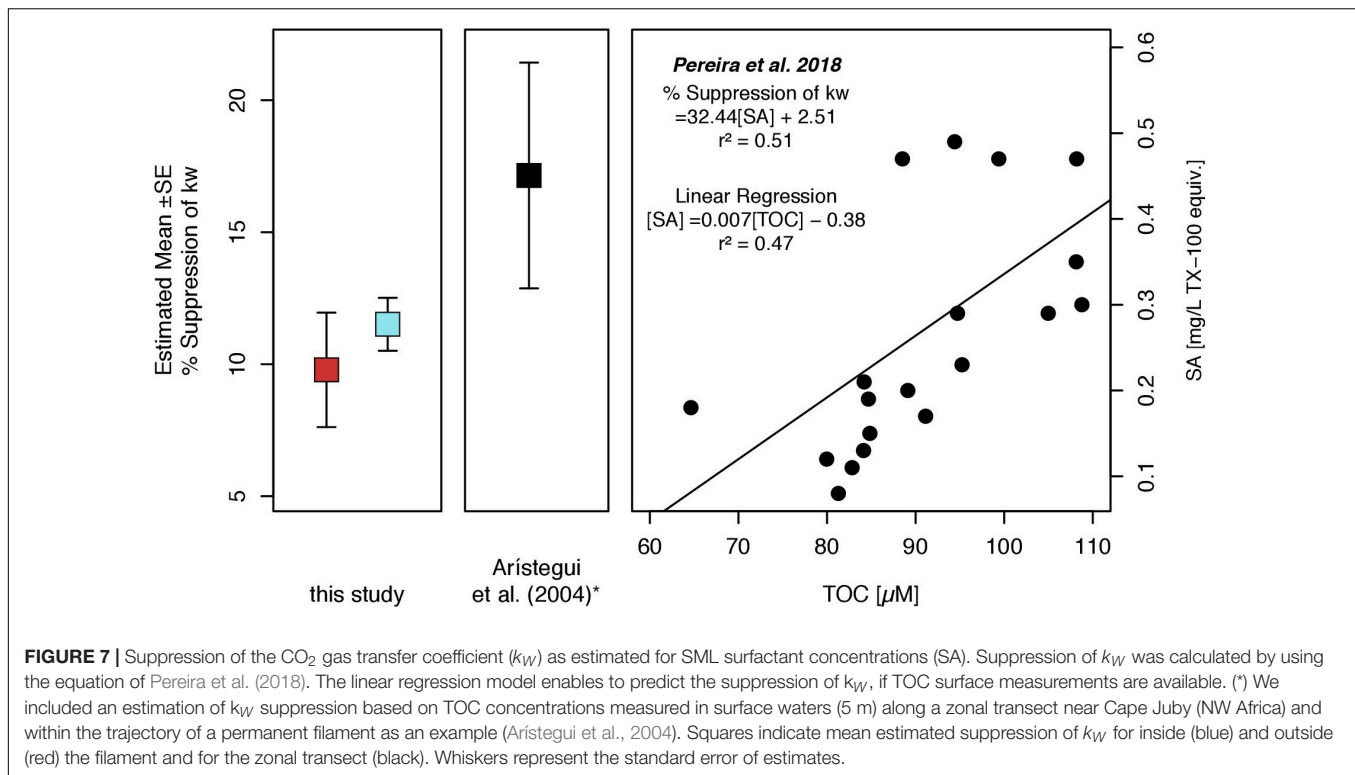 Estimated Mean ±SE
% Suppression of kw
5
10
15
20
this study
Arístegui
et al. (2004)*
Pereira et al. 2018
% Suppression of kw
=32.44[SA] + 2.51
r² = 0.51
Linear Regression
[SA] =0.007[TOC] − 0.38
r² = 0.47
60
70
80
90
100
110
TOC [µM]
0.1
0.2
0.3
0.4
0.5
0.6
SA [mg/L TX−100 equiv.]
FIGURE 7 | Suppression of the CO₂ gas transfer coefficient (k_W) as estimated for SML surfactant concentrations (SA). Suppression of k_W was calculated by using
the equation of Pereira et al. (2018). The linear regression model enables to predict the suppression of k_W, if TOC surface measurements are available. (*) We
included an estimation of k_W suppression based on TOC concentrations measured in surface waters (5 m) along a zonal transect near Cape Juby (NW Africa) and
within the trajectory of a permanent filament as an example (Arístegui et al., 2004). Squares indicate mean estimated suppression of k_W for inside (blue) and outside
(red) the filament and for the zonal transect (black). Whiskers represent the standard error of estimates.